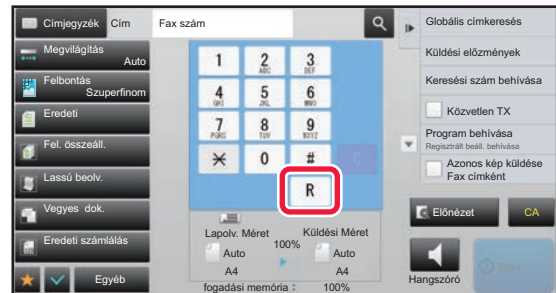 Címjegyzék Cím Fax szám
Megvilágítás
Auto
Felbontás
Szuperfinom
Eredeti
Fel. összeáll.
Lassú beolv.
Vegyes dok.
Eredeti számlálás
Egyéb
1 2 3
ABC DEF
4 5 6
GHI JKL MNO
7 8 9
PQRS TUV WXYZ
0 # C
R
Lapolv. Méret 100% Küldési Méret
Auto Auto
A4 A4
fogadási memória : 100%
Globális címkeresés
Küldési előzmények
Keresési szám behívása
Közvetlen TX
Program behívása
Regisztrált beáll. behívása
Azonos kép küldése
Fax címként
Előnézet CA
Hangszóró Start